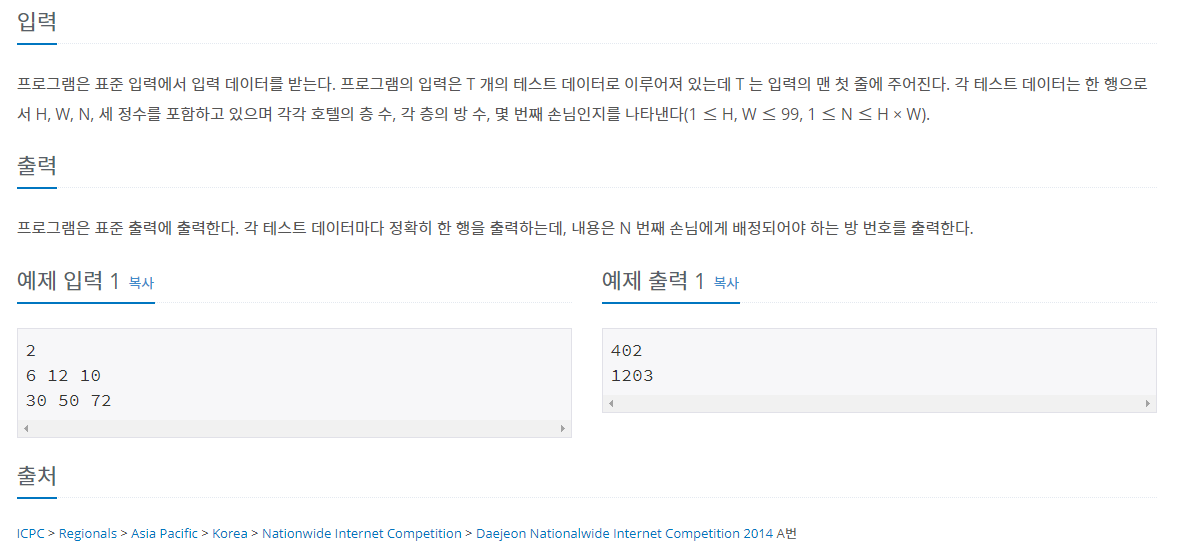 입력
프로그램은 표준 입력에서 입력 데이터를 받는다. 프로그램의 입력은 T 개의 테스트 데이터로 이루어져 있는데 T 는 입력의 맨 첫 줄에 주어진다. 각 테스트 데이터는 한 행으로
서 H, W, N, 세 정수를 포함하고 있으며 각각 호텔의 층 수, 각 층의 방 수, 몇 번째 손님인지를 나타낸다(1 ≤ H, W ≤ 99, 1 ≤ N ≤ H × W).
출력
프로그램은 표준 출력에 출력한다. 각 테스트 데이터마다 정확히 한 행을 출력하는데, 내용은 N 번째 손님에게 배정되어야 하는 방 번호를 출력한다.
예제 입력 1 복사
2
6 12 10
30 50 72
예제 출력 1 복사
402
1203
출처
ICPC > Regionals > Asia Pacific > Korea > Nationwide Internet Competition > Daejeon Nationalwide Internet Competition 2014 A번